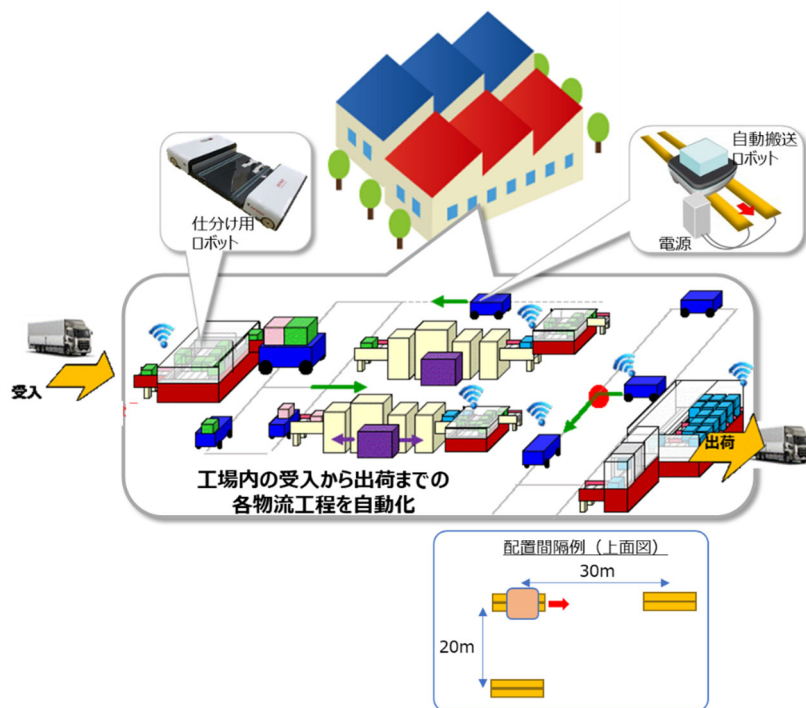 仕分け用
ロボット
自動搬送
ロボット
電源
受入
出荷
工場内の受入から出荷までの
各物流工程を自動化
配置間隔例（上面図）
30m
20m